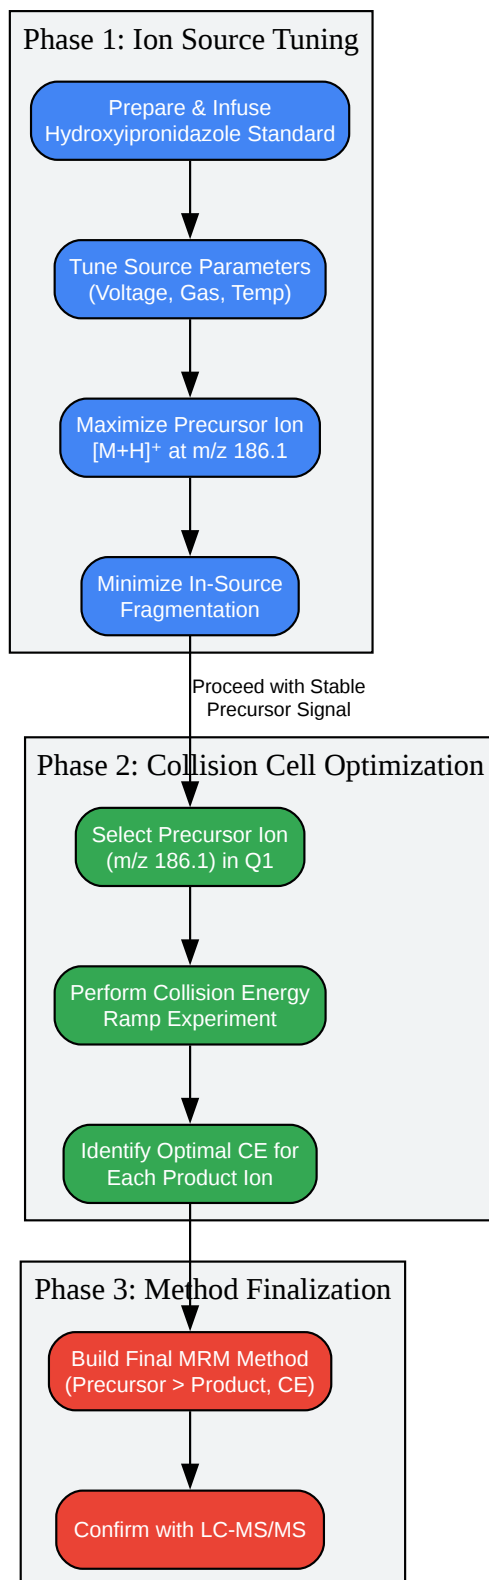 Phase 1: Ion Source Tuning
Prepare & Infuse
Hydroxyipronidazole Standard
Tune Source Parameters
(Voltage, Gas, Temp)
Maximize Precursor Ion
[M+H]⁺ at m/z 186.1
Minimize In-Source
Fragmentation
Proceed with Stable
Precursor Signal
Phase 2: Collision Cell Optimization
Select Precursor Ion
(m/z 186.1) in Q1
Perform Collision Energy
Ramp Experiment
Identify Optimal CE for
Each Product Ion
Phase 3: Method Finalization
Build Final MRM Method
(Precursor > Product, CE)
Confirm with LC-MS/MS